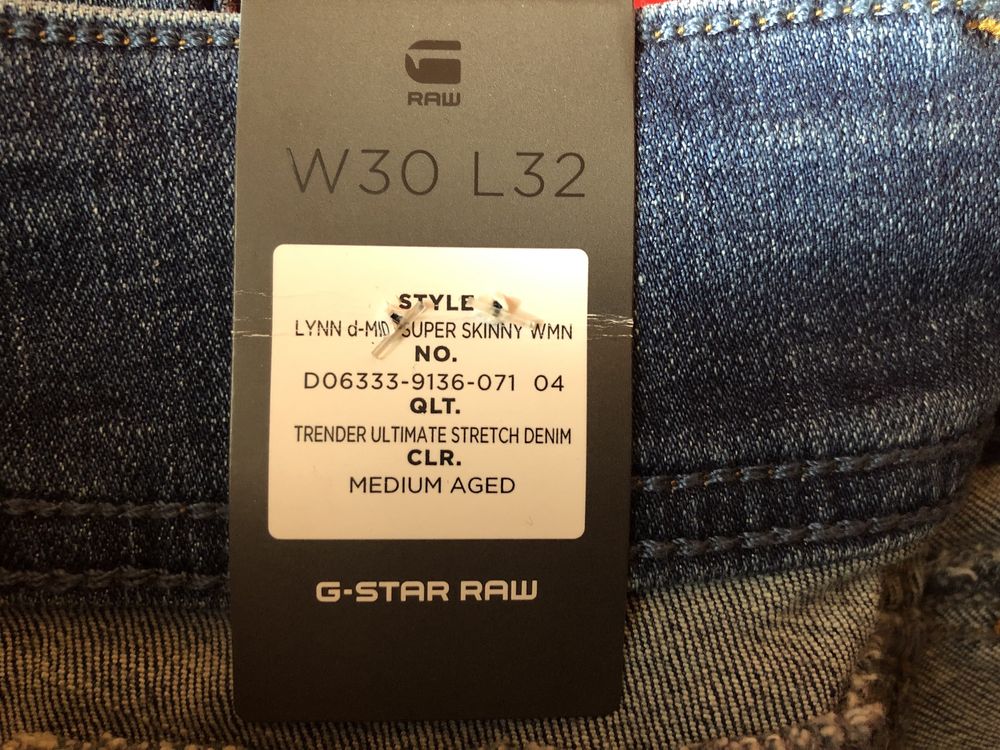 G
RAW
W30 L32
STYLE
LYNN d-MID SUPER SKINNY WMN
NO.
D06333-9136-071 04
QLT.
TRENDER ULTIMATE STRETCH DENIM
CLR.
MEDIUM AGED
G-STAR RAW